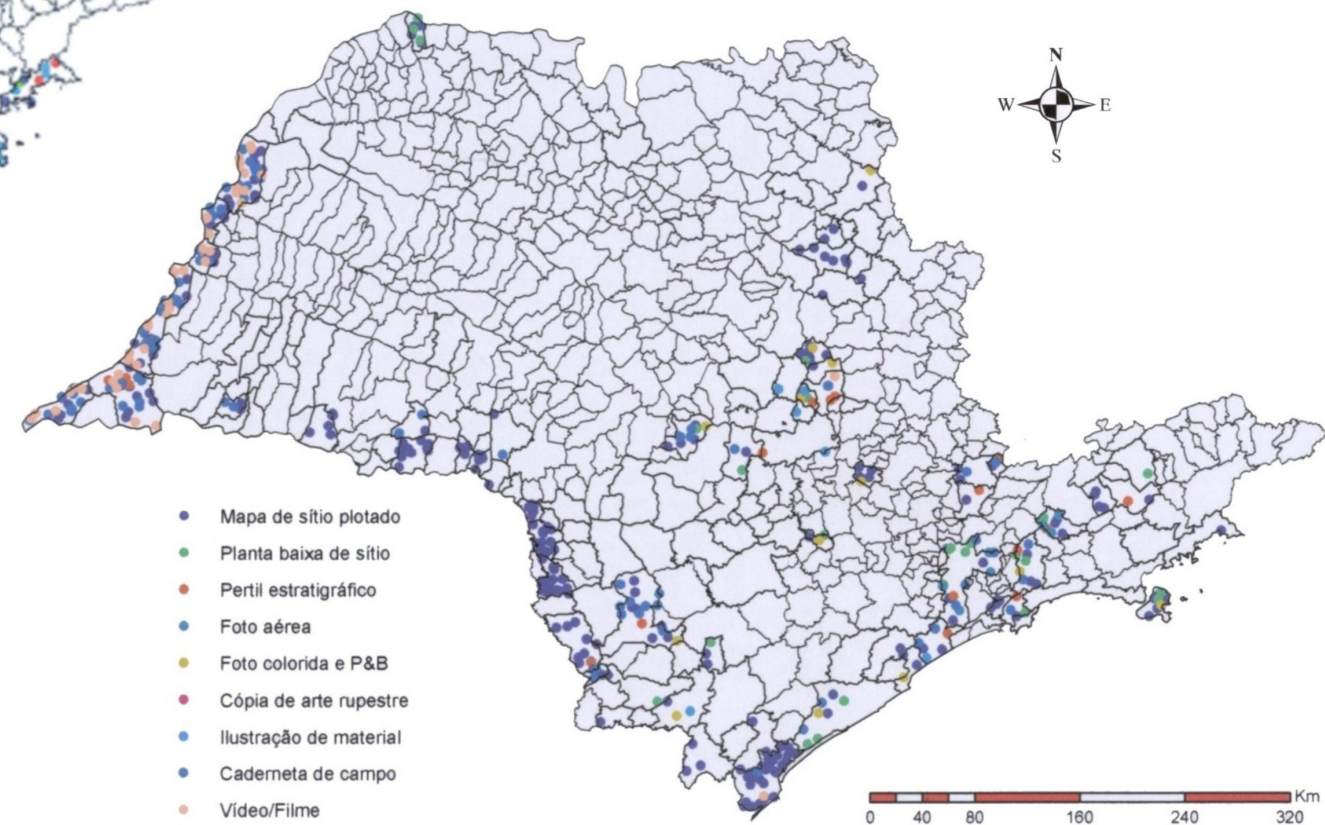 N
W E
S
Mapa de sítio plotado
Planta baixa de sítio
Pertil estratigráfico
Foto aérea
Foto colorida e P&B
Cópia de arte rupestre
Ilustração de material
Caderneta de campo
Vídeo/Filme
Km
0 40 80 160 240 320